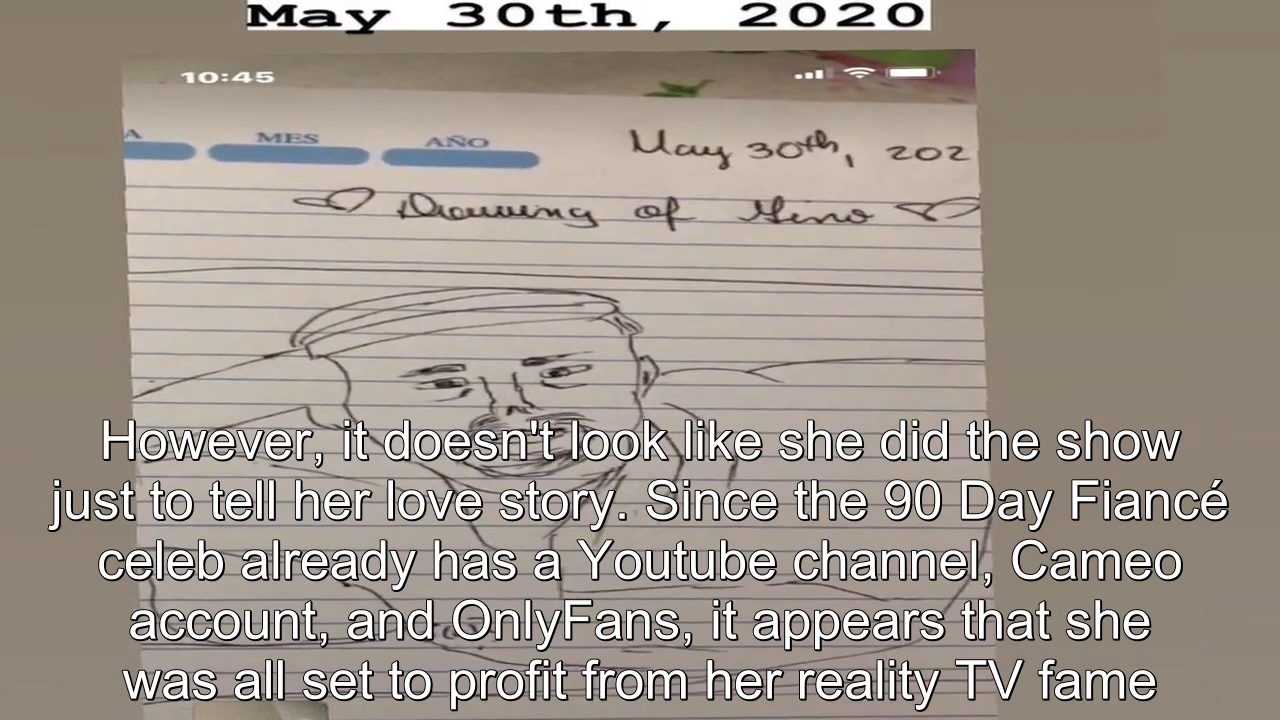 May 30th, 2020
10:45
A MES AÑO May 30th, 202
Drawing of Gino
However, it doesn't look like she did the show
just to tell her love story. Since the 90 Day Fiancé
celeb already has a Youtube channel, Cameo
account, and OnlyFans, it appears that she
was all set to profit from her reality TV fame